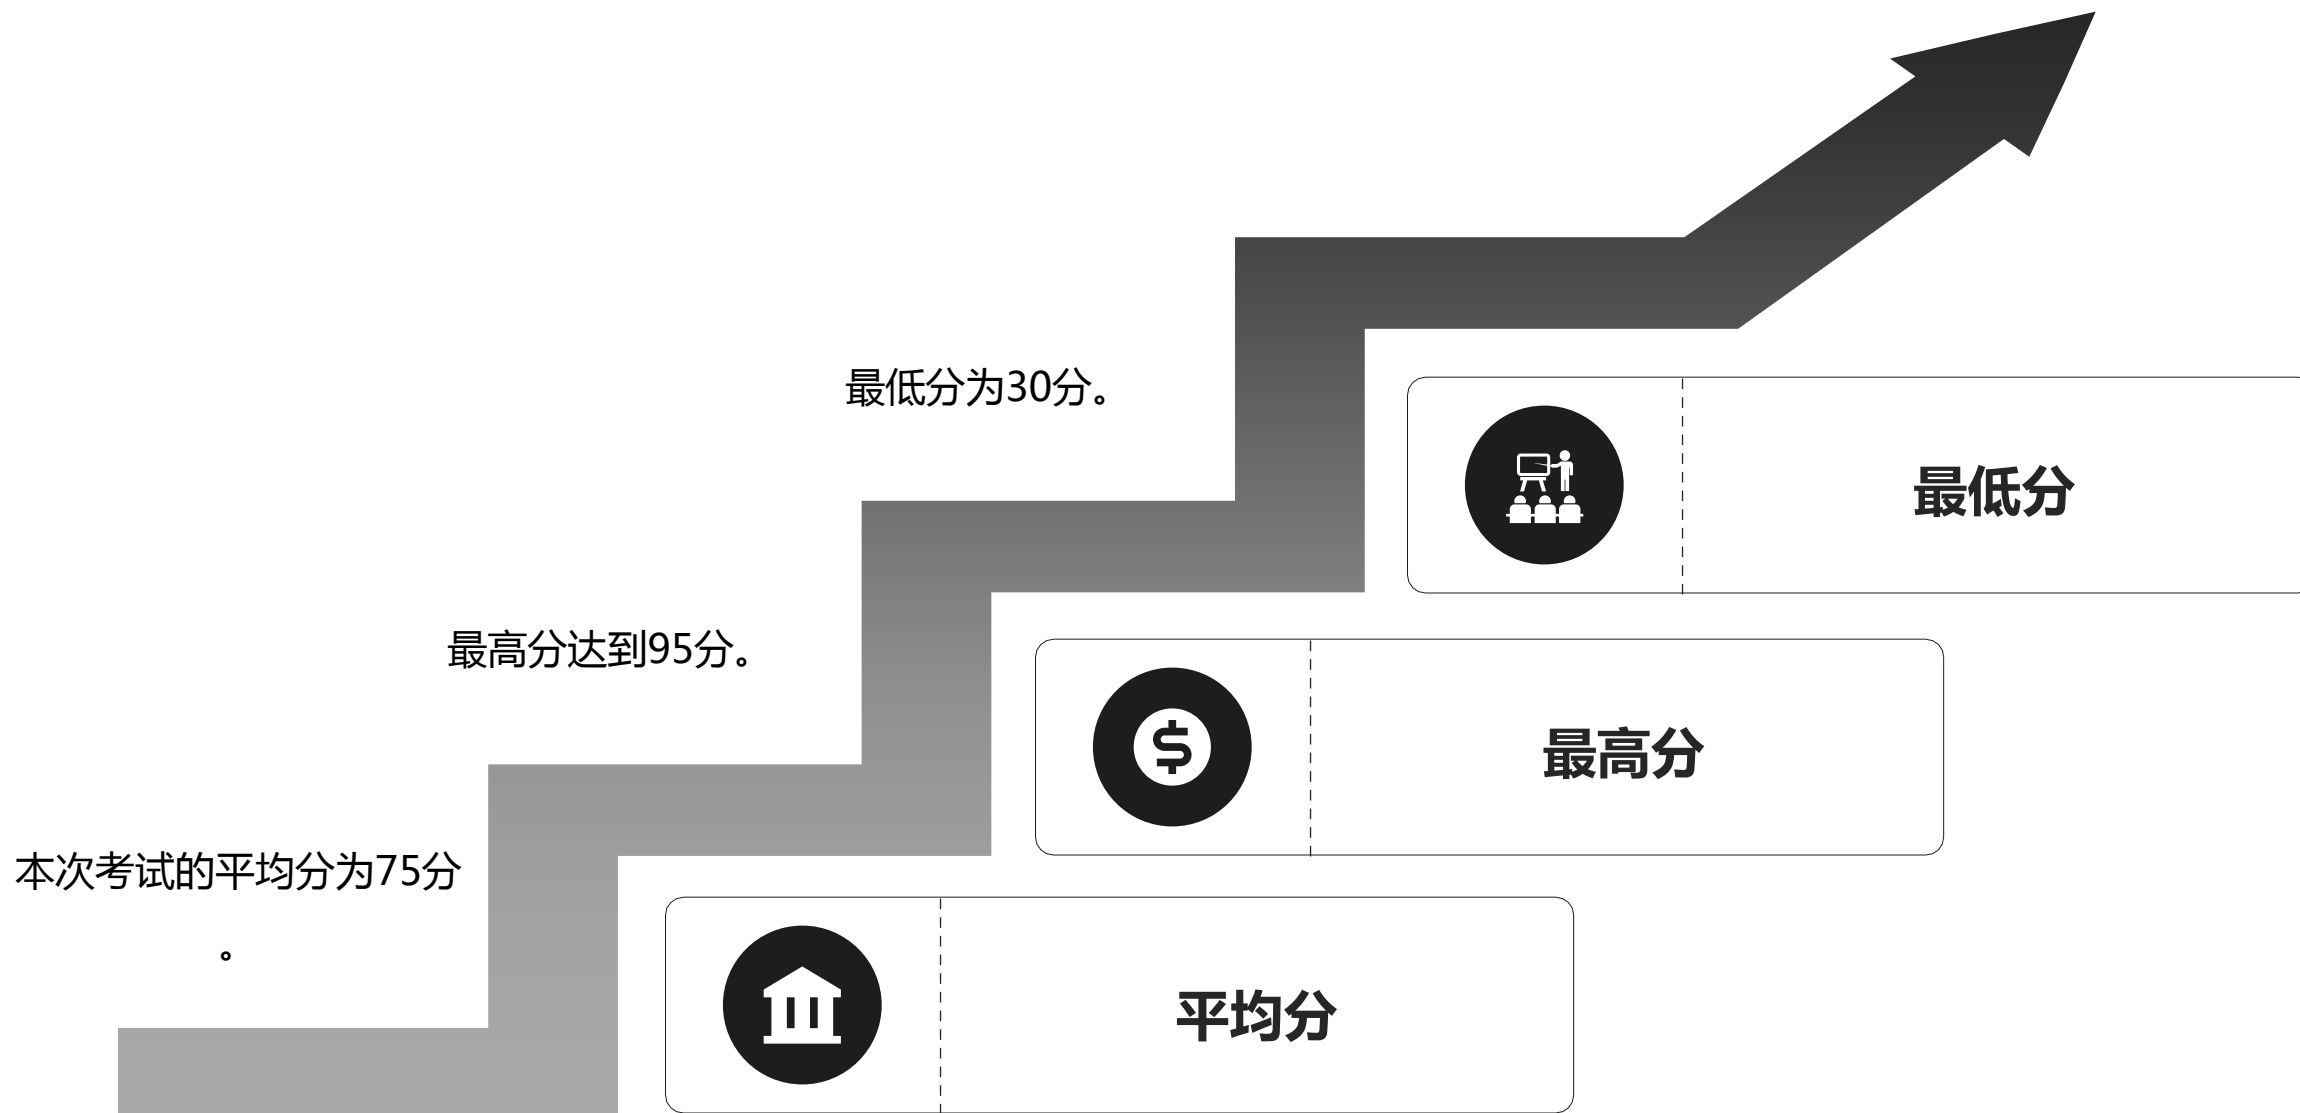 最低分为30分。
最低分
最高分达到95分。
最高分
本次考试的平均分为75分
。
平均分